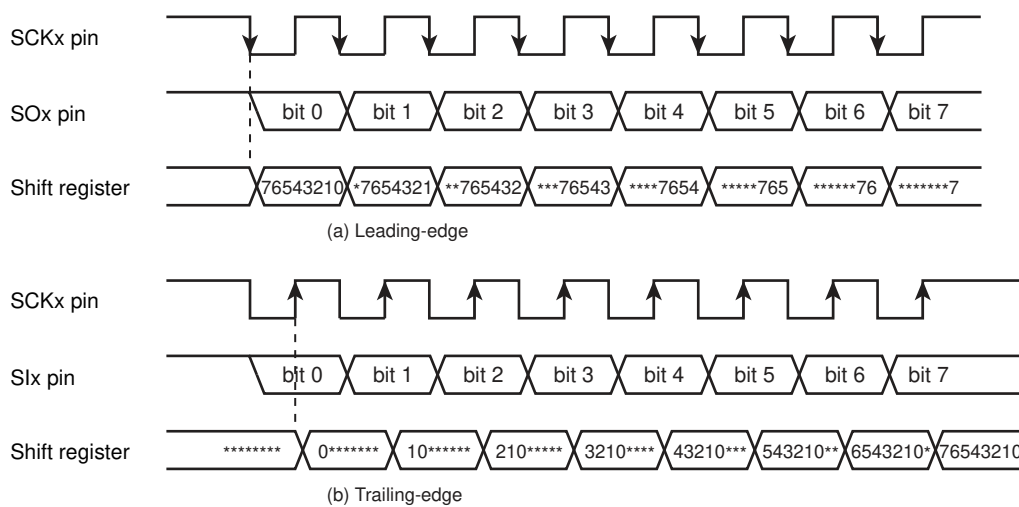 SCKx pin
SOx pin bit 0 bit 1 bit 2 bit 3 bit 4 bit 5 bit 6 bit 7
Shift register 76543210 *7654321 **765432 ***76543 ****7654 *****765 ******76 *******7
(a) Leading-edge
SCKx pin
SIx pin bit 0 bit 1 bit 2 bit 3 bit 4 bit 5 bit 6 bit 7
Shift register ******** 0******* 10****** 210***** 3210**** 43210*** 543210** 6543210* 76543210
(b) Trailing-edge